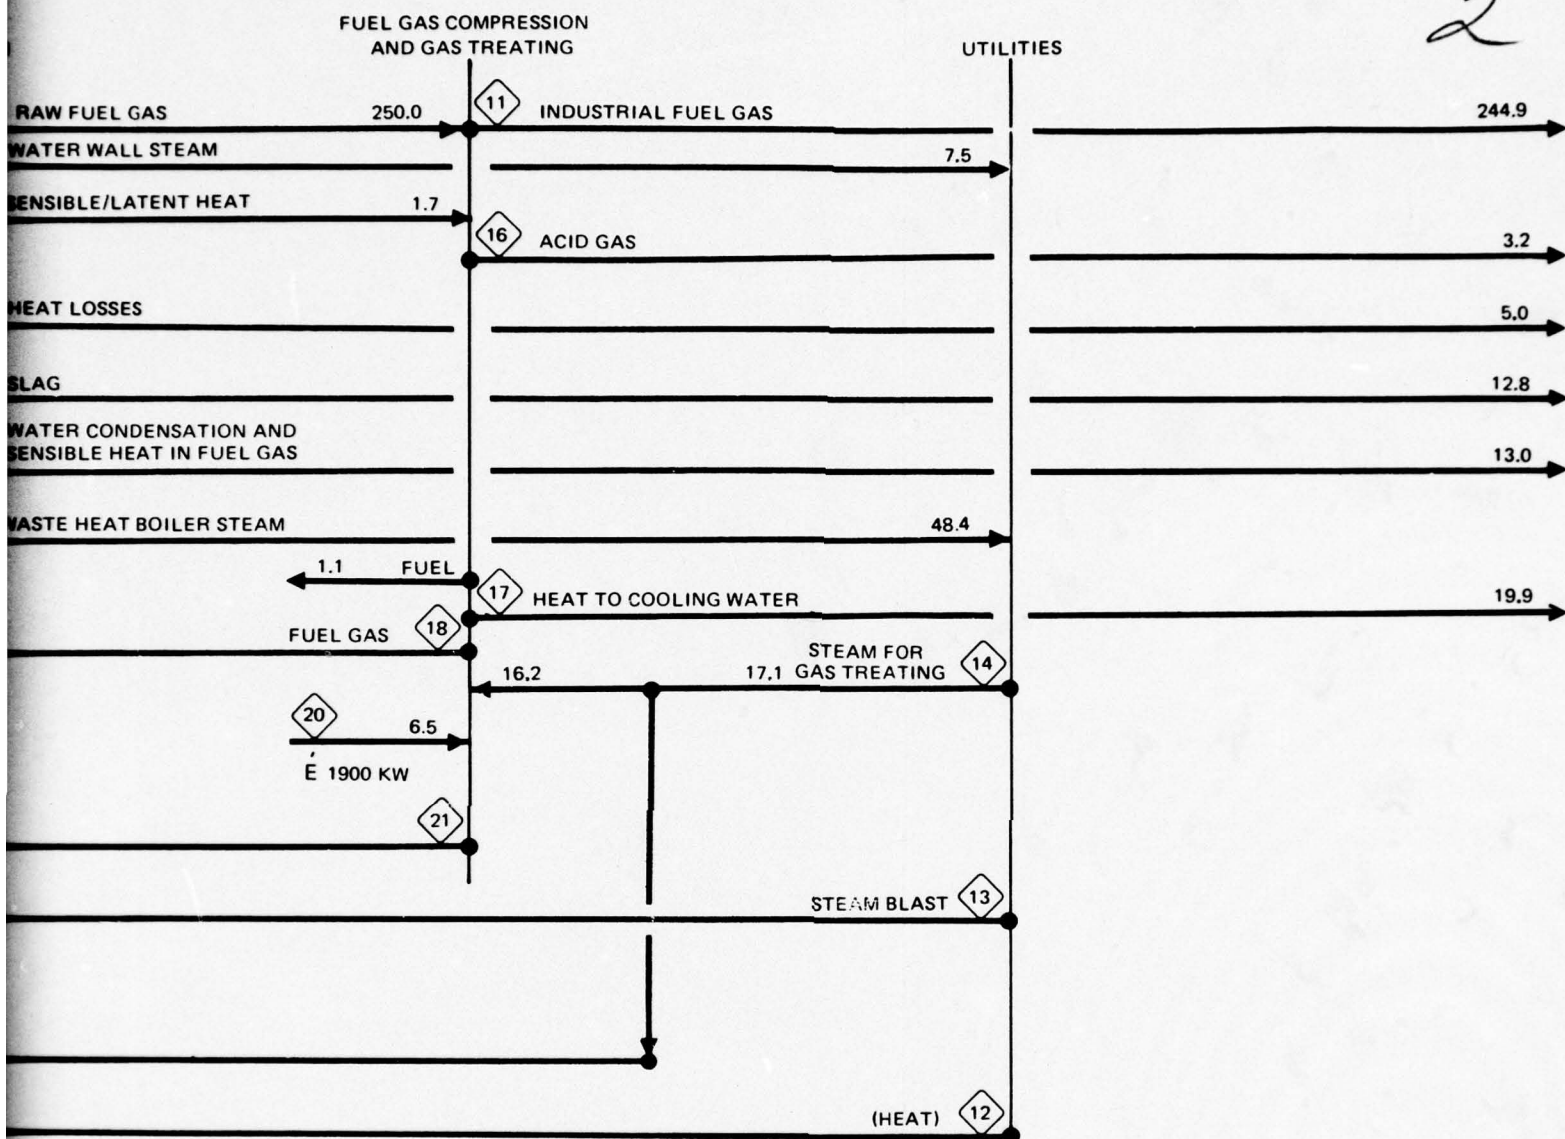 2
FUEL GAS COMPRESSION
AND GAS TREATING
UTILITIES
RAW FUEL GAS 250.0
11 INDUSTRIAL FUEL GAS 244.9
WATER WALL STEAM 7.5
SENSIBLE/LATENT HEAT 1.7
16 ACID GAS 3.2
HEAT LOSSES 5.0
SLAG 12.8
WATER CONDENSATION AND
SENSIBLE HEAT IN FUEL GAS 13.0
WASTE HEAT BOILER STEAM 48.4
1.1 FUEL
17 HEAT TO COOLING WATER 19.9
FUEL GAS 18
STEAM FOR
16.2 17.1 GAS TREATING 14
20 6.5
É 1900 KW
21
STEAM BLAST 13
(HEAT) 12